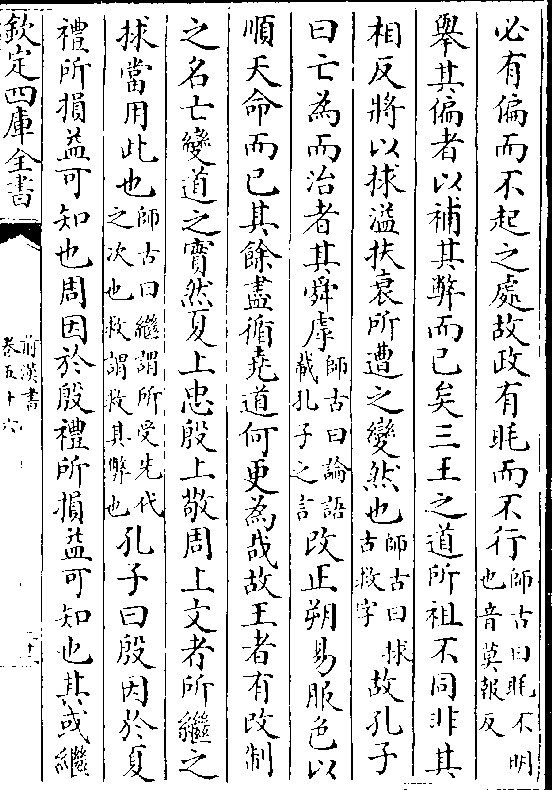 必有偏而不起之處故政有眊而不行師古曰眊不明也音莫報反
舉其偏者以補其弊而已矣三王之道所祖不同非其
相反將以捄溢扶衰所遭之變然也師古曰捄古救字故孔子
曰亡為而治者其舜虖師古曰論語載孔子之言改正朔易服色以
順天命而已其餘盡循堯道何更為哉故王者有改制
之名亡變道之實然夏上忠殷上敬周上文者所繼之
捄當用此也師古曰繼謂所受先代之次也救謂救其弊也孔子曰殷因於夏
禮所損益可知也周因於殷禮所損益可知也其或繼
欽定四庫全書
前漢書
卷五十六